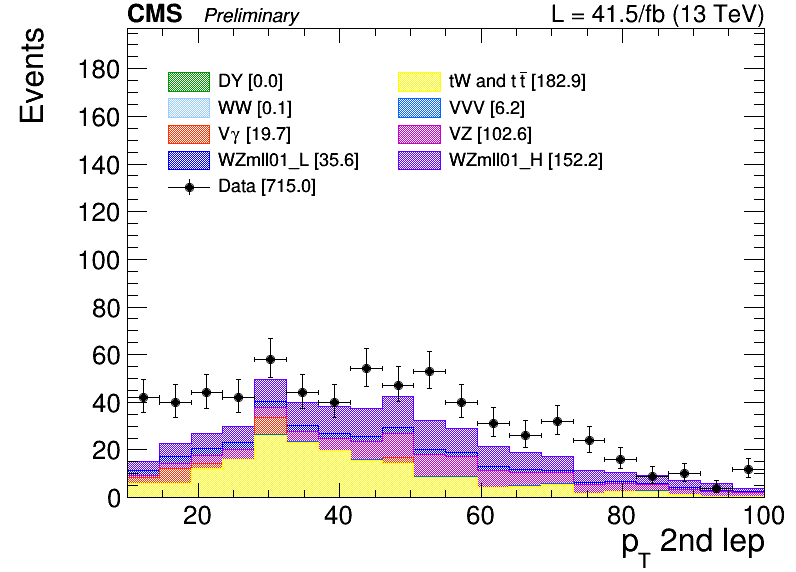 CMS Preliminary L = 41.5/fb (13 TeV)
Events
180
160
140
120
100
80
60
40
20
0
DY [0.0]
WW [0.1]
Vγ [19.7]
WZmll01_L [35.6]
Data [715.0]
tW and tt̅ [182.9]
VVV [6.2]
VZ [102.6]
WZmll01_H [152.2]
20 40 60 80 100
p_T 2nd lep